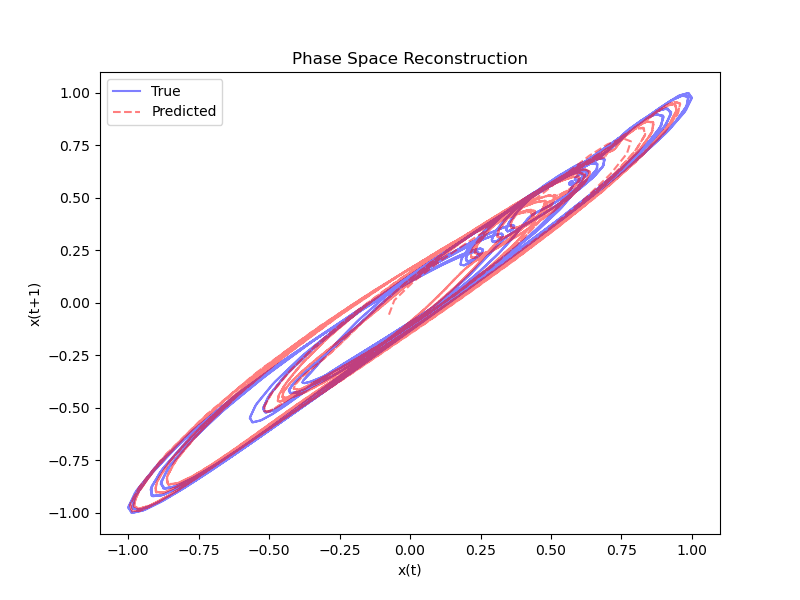 Phase Space Reconstruction
True
Predicted
x(t+1)
1.00
0.75
0.50
0.25
0.00
−0.25
−0.50
−0.75
−1.00
−1.00 −0.75 −0.50 −0.25 0.00 0.25 0.50 0.75 1.00
x(t)